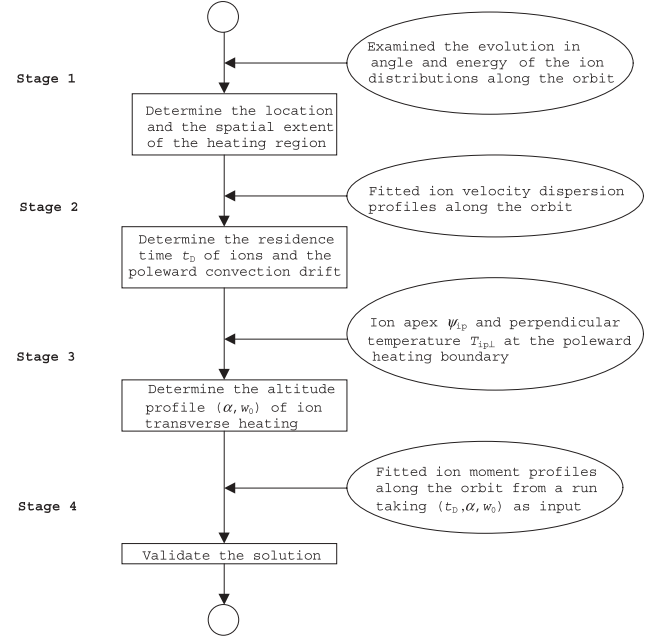 Examined the evolution in
angle and energy of the ion
distributions along the orbit
Stage 1
Determine the location
and the spatial extent
of the heating region
Fitted ion velocity dispersion
profiles along the orbit
Stage 2
Determine the residence
time t_D of ions and the
poleward convection drift
Ion apex ψ_ip and perpendicular
temperature T_ip⊥ at the poleward
heating boundary
Stage 3
Determine the altitude
profile (α,w₀) of ion
transverse heating
Fitted ion moment profiles
along the orbit from a run
taking (t_D,α,w₀) as input
Stage 4
Validate the solution